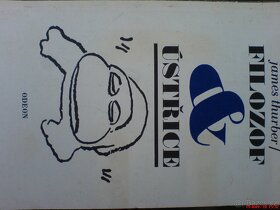 james thurber/
FILOZOF
&
ÚSTŘICE
ODEON